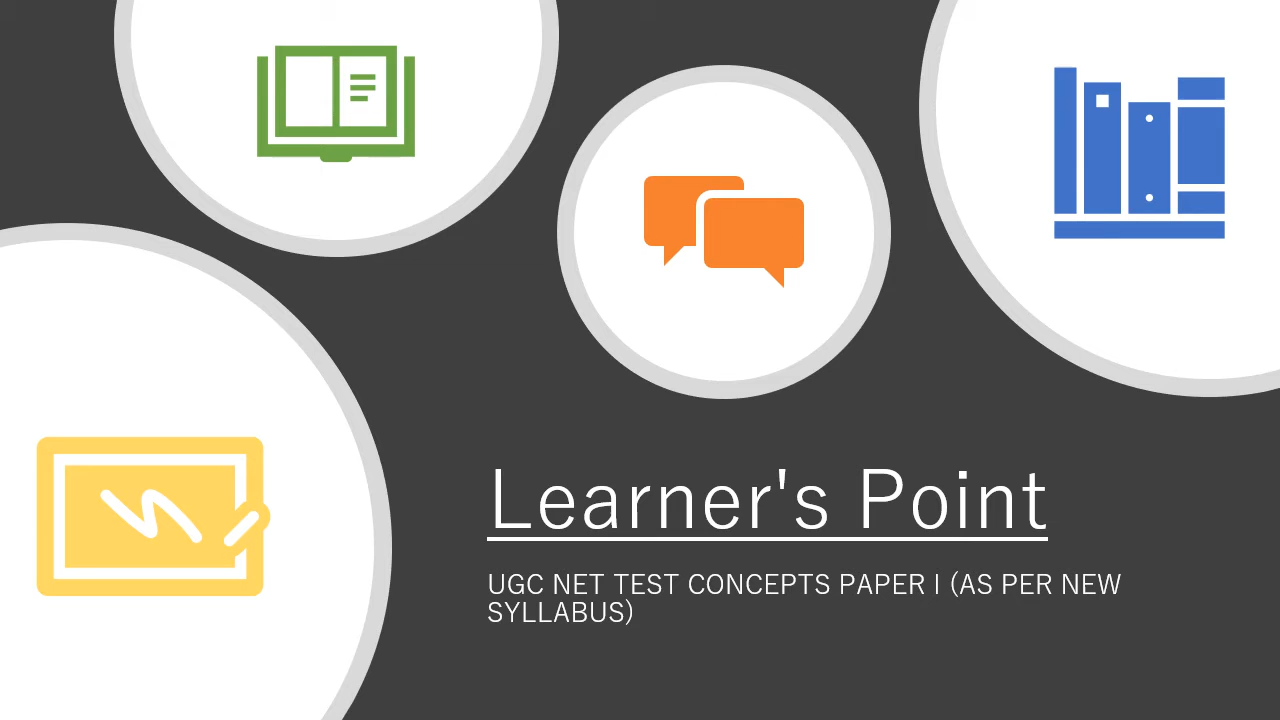 Learner's Point
UGC NET TEST CONCEPTS PAPER I (AS PER NEW
SYLLABUS)